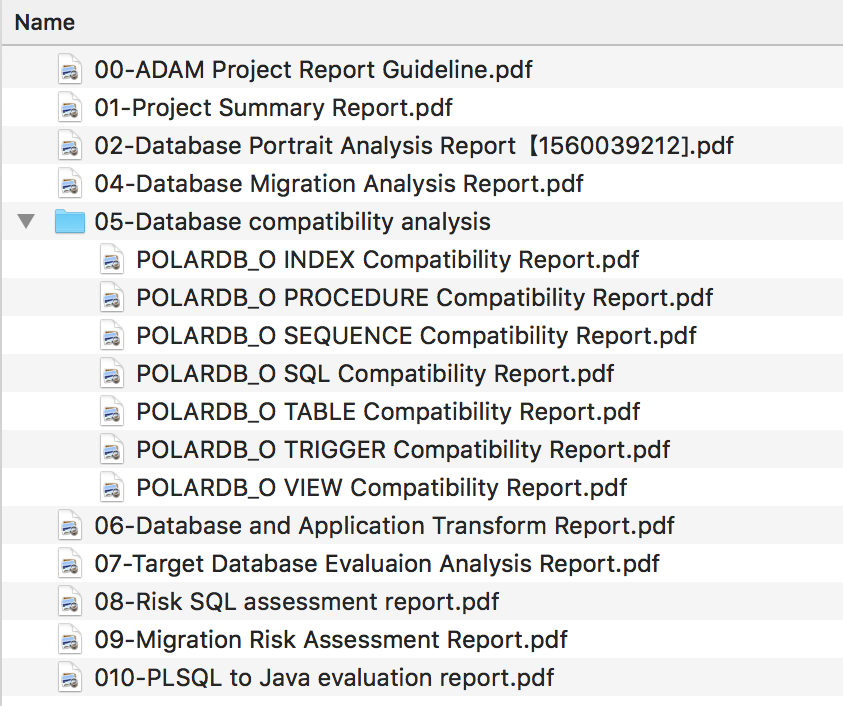 Name
00-ADAM Project Report Guideline.pdf
01-Project Summary Report.pdf
02-Database Portrait Analysis Report【1560039212].pdf
04-Database Migration Analysis Report.pdf
05-Database compatibility analysis
POLARDB_O INDEX Compatibility Report.pdf
POLARDB_O PROCEDURE Compatibility Report.pdf
POLARDB_O SEQUENCE Compatibility Report.pdf
POLARDB_O SQL Compatibility Report.pdf
POLARDB_O TABLE Compatibility Report.pdf
POLARDB_O TRIGGER Compatibility Report.pdf
POLARDB_O VIEW Compatibility Report.pdf
06-Database and Application Transform Report.pdf
07-Target Database Evaluaion Analysis Report.pdf
08-Risk SQL assessment report.pdf
09-Migration Risk Assessment Report.pdf
010-PLSQL to Java evaluation report.pdf